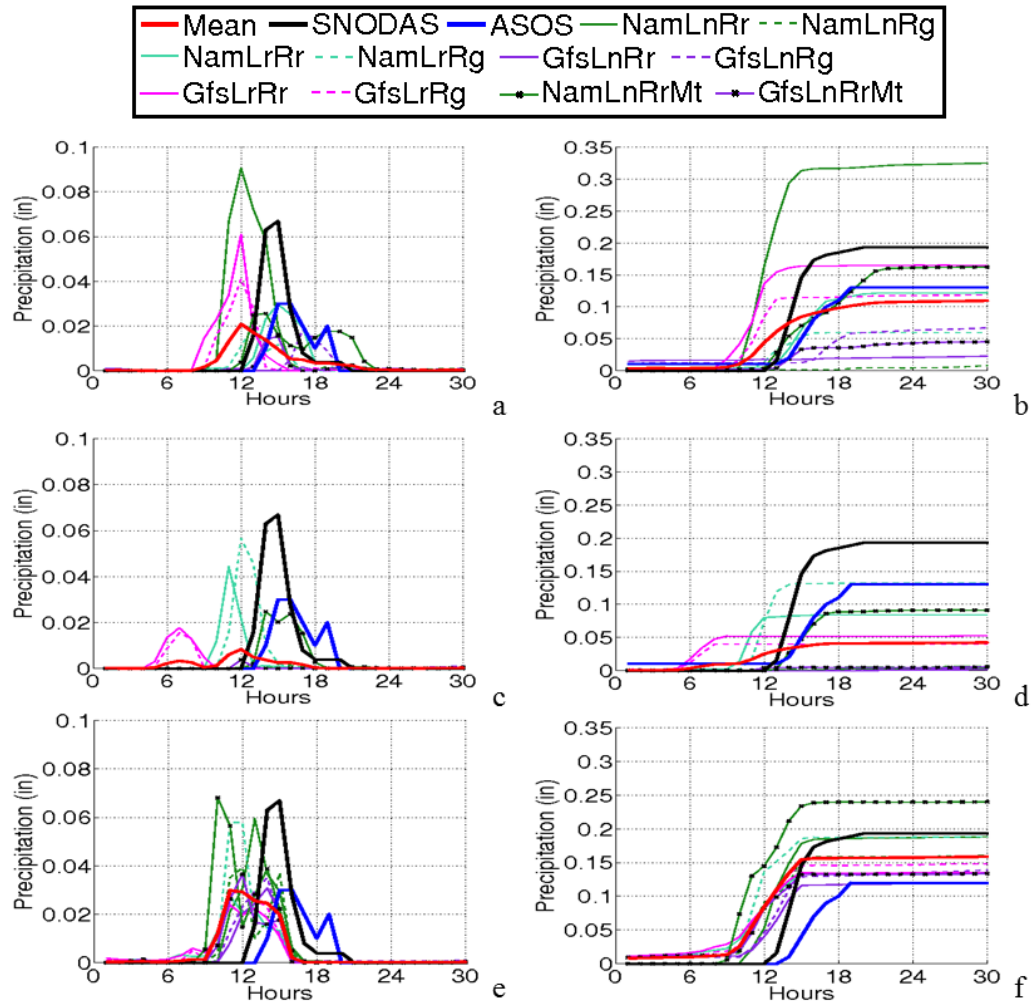 Mean SNODAS ASOS NamLnRr NamLnRg
NamLrRr NamLrRg GfsLnRr GfsLnRg
GfsLrRr GfsLrRg NamLnRrMt GfsLnRrMt
Precipitation (in)
0.1
0.08
0.06
0.04
0.02
0
0 6 12 18 24 30
Hours
a
Precipitation (in)
0.35
0.3
0.25
0.2
0.15
0.1
0.05
0
0 6 12 18 24 30
Hours
b
Precipitation (in)
0.1
0.08
0.06
0.04
0.02
0
0 6 12 18 24 30
Hours
c
Precipitation (in)
0.35
0.3
0.25
0.2
0.15
0.1
0.05
0
0 6 12 18 24 30
Hours
d
Precipitation (in)
0.1
0.08
0.06
0.04
0.02
0
0 6 12 18 24 30
Hours
e
Precipitation (in)
0.35
0.3
0.25
0.2
0.15
0.1
0.05
0
0 6 12 18 24 30
Hours
f